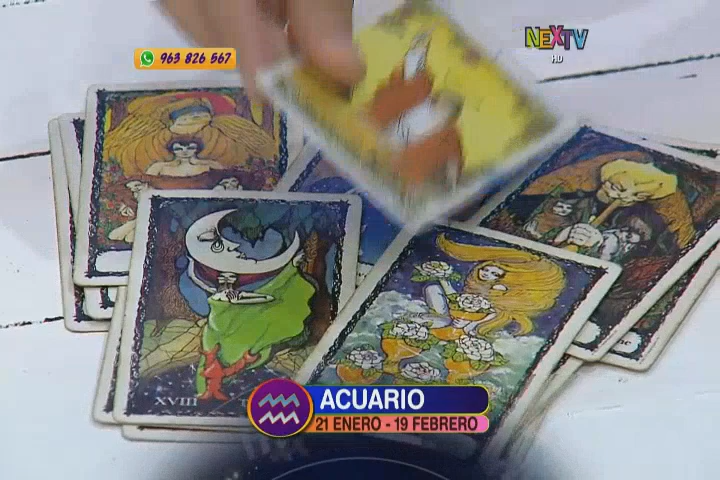 963 826 567
NEXTV
HD
XVIII
ACUARIO
21 ENERO - 19 FEBRERO